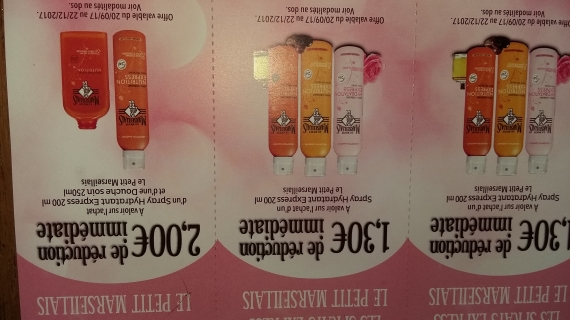 LE PETIT MARSEILLAIS
1,30€ de réduction
immédiate
A valoir sur l'achat d'un
Spray Hydratant Express 200 ml
Le Petit Marseillais
Offre valable du 20/09/17 au 22/12/2017.
Voir modalités au dos.
LE PETIT MARSEILLAIS
1,30€ de réduction
immédiate
A valoir sur l'achat d'un
Spray Hydratant Express 200 ml
Le Petit Marseillais
Offre valable du 20/09/17 au 22/12/2017.
Voir modalités au dos.
LE PETIT MARSEILLAIS
2,00€ de réduction
immédiate
A valoir sur l'achat
d'un Spray Hydratant Express 200 ml
et d'une Douche soin 250ml
Le Petit Marseillais
NUTRITION
EXPRESS
Offre valable du 20/09/17 au 22/12/2017.
Voir modalités au dos.